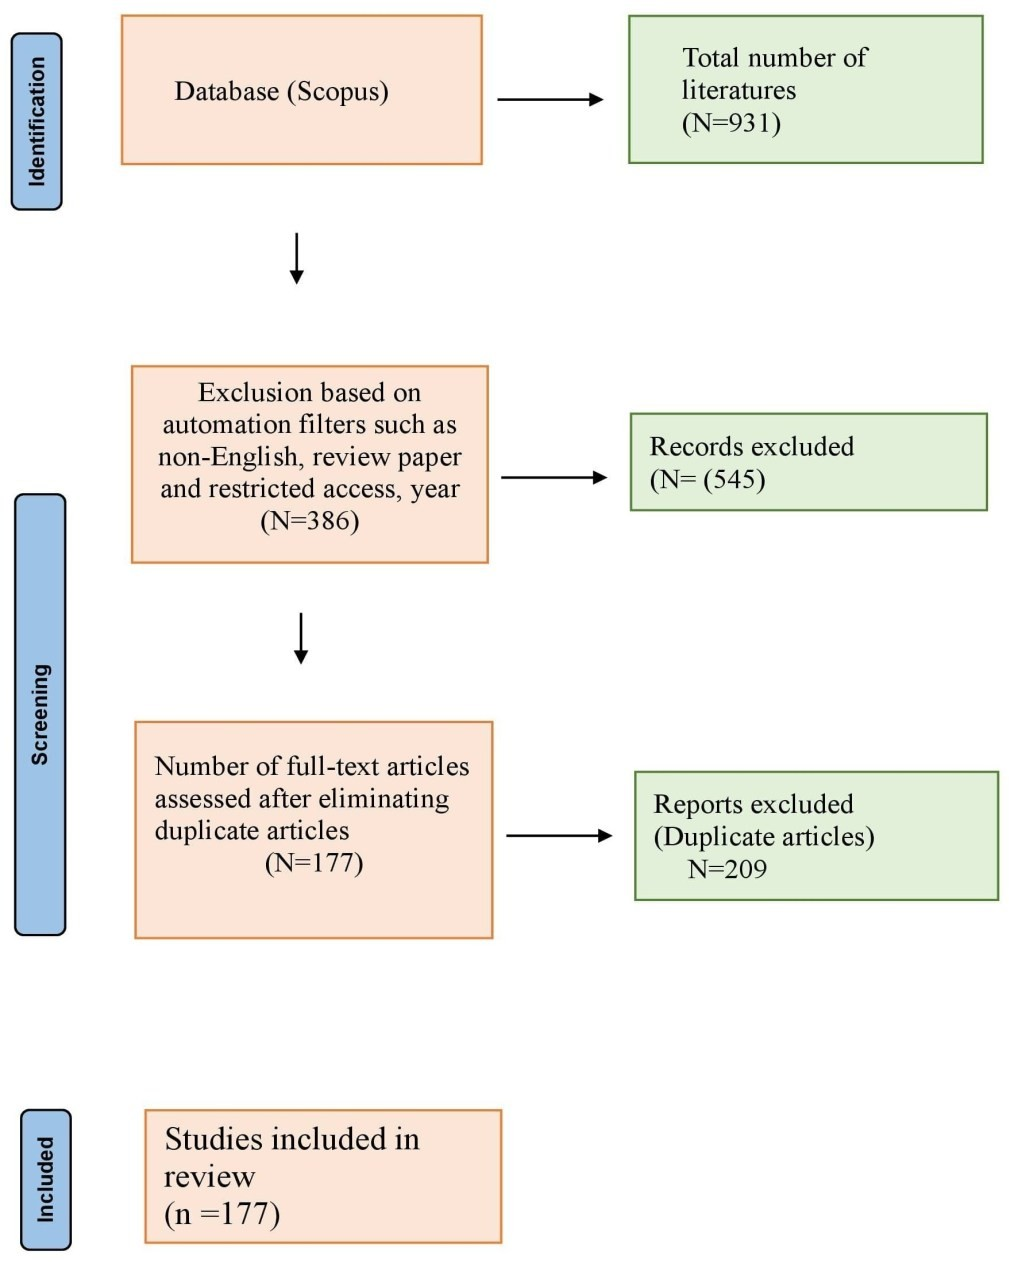 Identification
Database (Scopus)
Total number of
literatures
(N=931)
Screening
Exclusion based on
automation filters such as
non-English, review paper
and restricted access, year
(N=386)
Records excluded
(N= (545)
Number of full-text articles
assessed after eliminating
duplicate articles
(N=177)
Reports excluded
(Duplicate articles)
N=209
Included
Studies included in
review
(n =177)